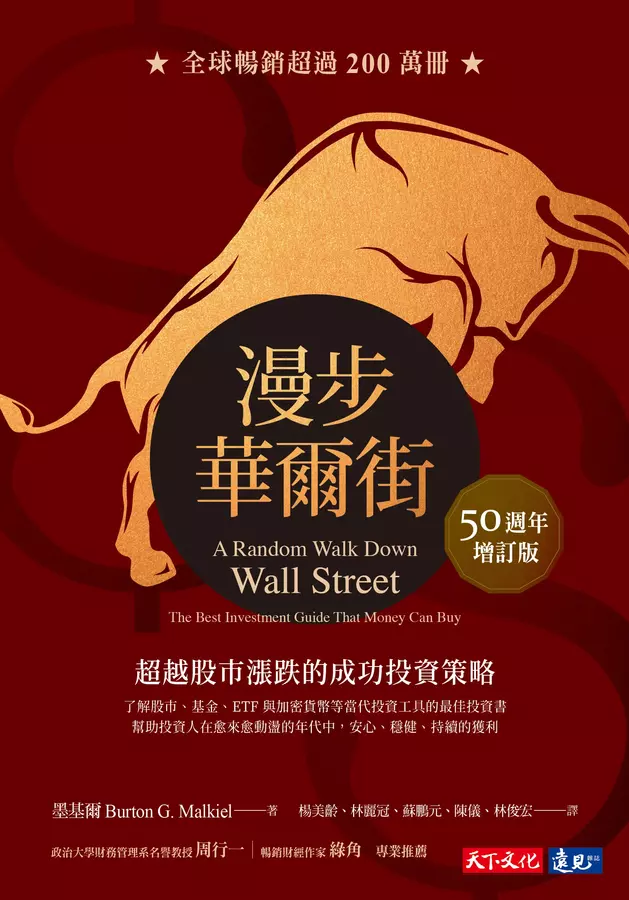 ★ 全球暢銷超過 200 萬冊 ★
漫步
華爾街
A Random Walk Down
Wall Street
The Best Investment Guide That Money Can Buy
50週年
增訂版
超越股市漲跌的成功投資策略
了解股市、基金、ETF 與加密貨幣等當代投資工具的最佳投資書
幫助投資人在愈來愈動盪的年代中，安心、穩健、持續的獲利
墨基爾 Burton G. Malkiel——著 楊美齡、林麗冠、蘇鵬元、陳儀、林俊宏——譯
政治大學財務管理系名譽教授 周行一｜暢銷財經作家 綠角 專業推薦
天下文化 遠見雜誌